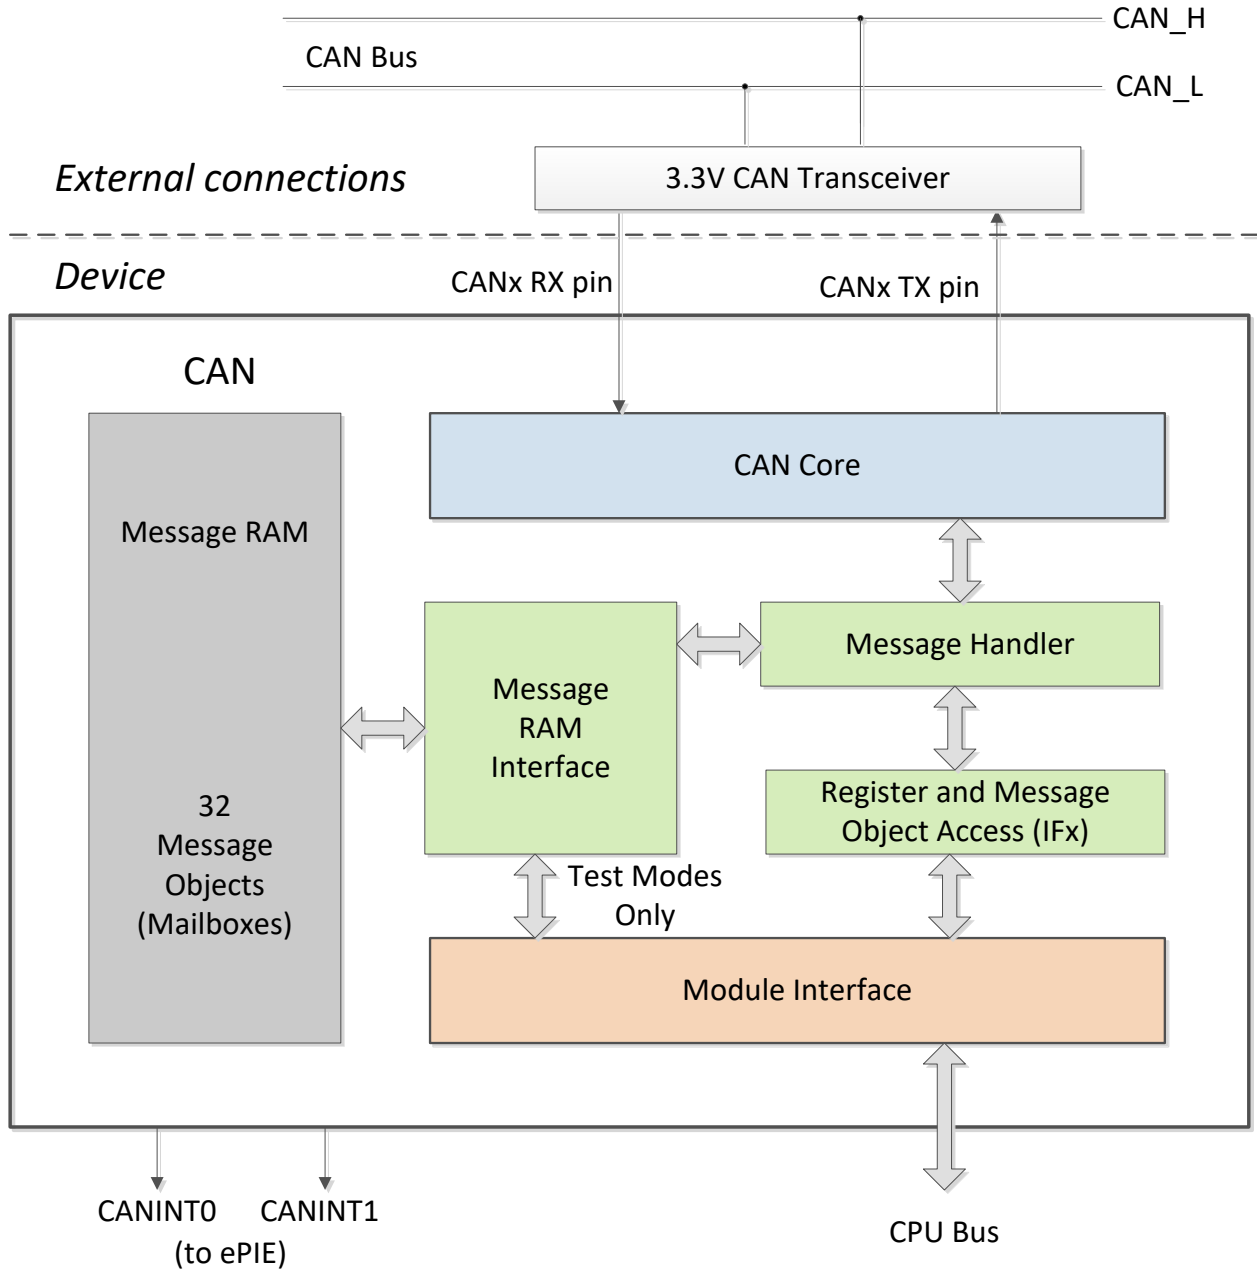 CAN_H
CAN Bus
CAN_L
External connections
3.3V CAN Transceiver
Device
CANx RX pin
CANx TX pin
CAN
CAN Core
Message RAM
Message Handler
Message
RAM
Interface
Register and Message
Object Access (IFx)
32
Message
Objects
(Mailboxes)
Test Modes
Only
Module Interface
CANINT0
CANINT1
(to ePIE)
CPU Bus